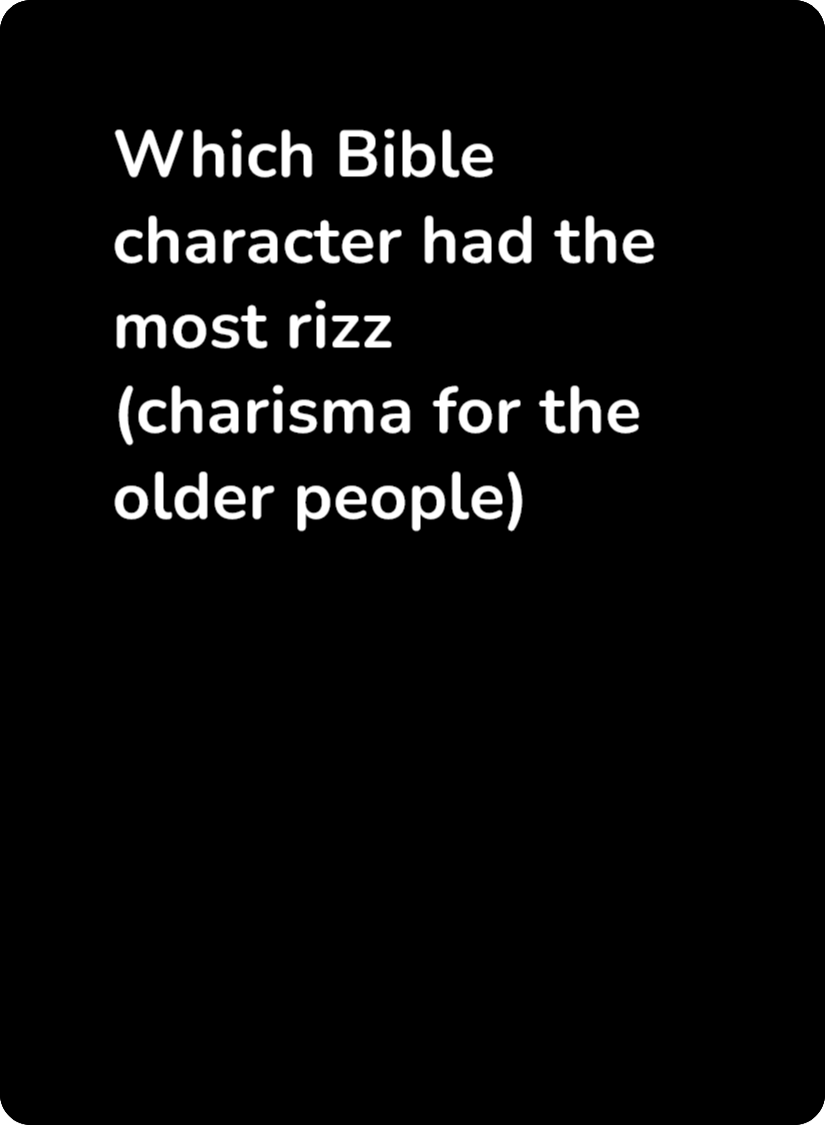 Which Bible
character had the
most rizz
(charisma for the
older people)